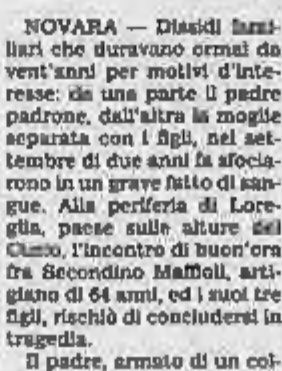 NOVARA — Dissidi fami-
liari che duravano ormai da
vent'anni per motivi d'inte-
resse: da una parte il padre
padrone, dall'altra la moglie
separata con i figli, nel set-
tembre di due anni fa sfocia-
rono in un grave fatto di san-
gue. Alla periferia di Lore-
glia, paese sulle alture del
l'incontro di buon'ora
fra Secondino Maffioli, arti-
giano di 64 anni, ed i suoi tre
figli, rischiò di concludersi in
tragedia.
Il padre, armato di un col-